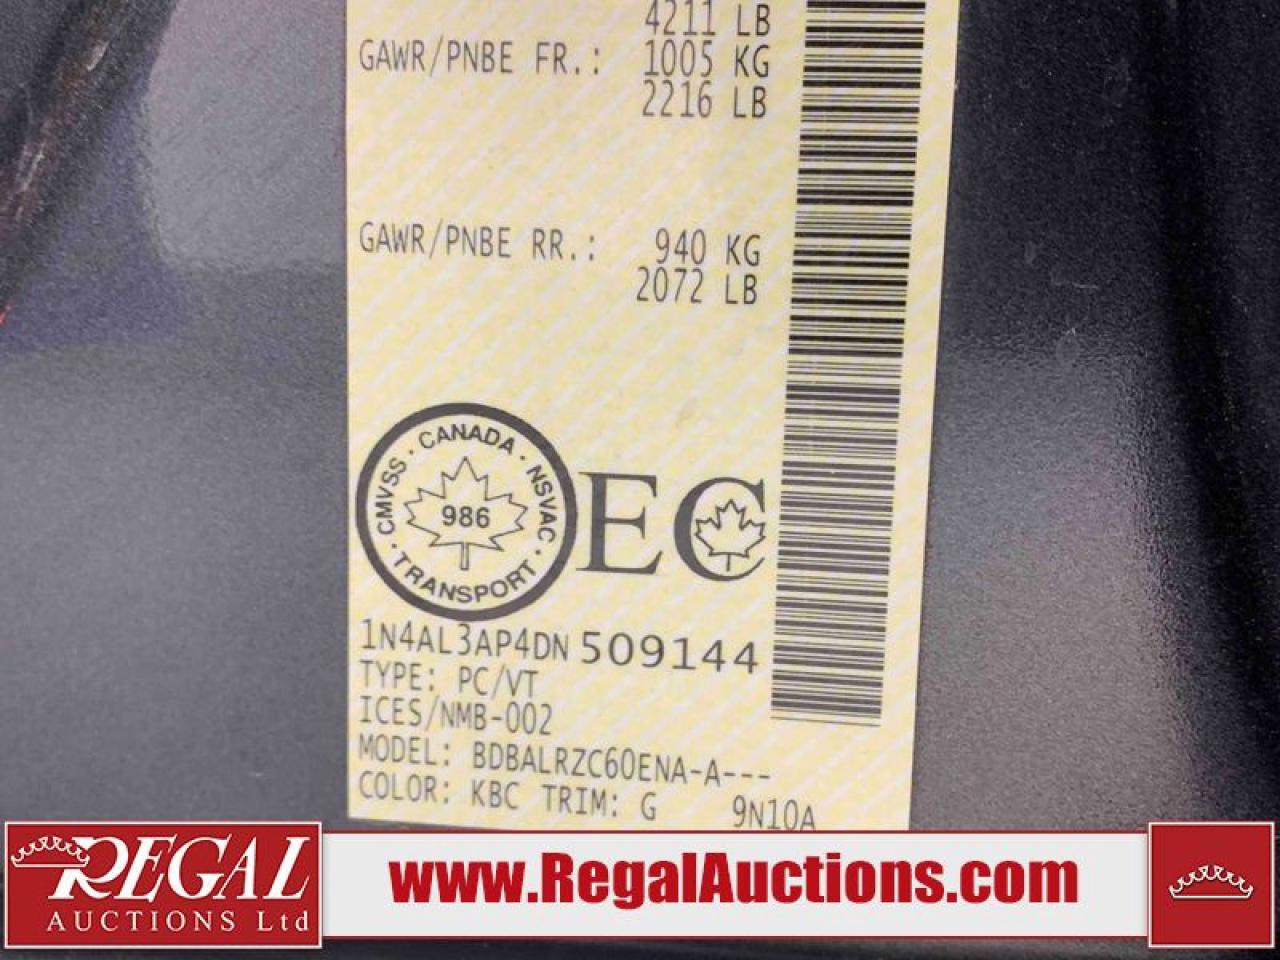 4211 LB
GAWR/PNBE FR.: 1005 KG
2216 LB
GAWR/PNBE RR.: 940 KG
2072 LB
CANADA · NSVAC · TRANSPORT · CMVSS ·
986
EC
1N4AL3AP4DN 509144
TYPE: PC/VT
ICES/NMB-002
MODEL: BDBALRZC60ENA-A---
COLOR: KBC TRIM: G 9N10A
REGAL
AUCTIONS Ltd
www.RegalAuctions.com